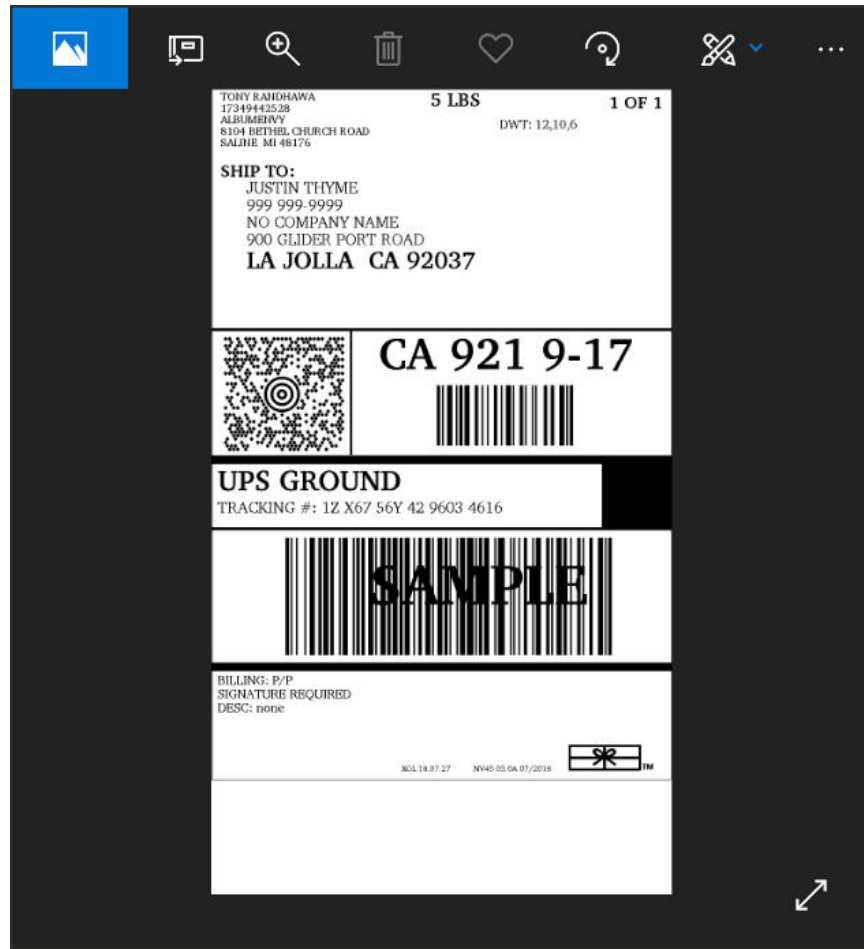 TONY RANDHAWA
17349442528
ALBUMENVY
8104 BETHEL CHURCH ROAD
SALINE MI 48176
5 LBS
1 OF 1
DWT: 12,10,6
SHIP TO:
JUSTIN THYME
999 999-9999
NO COMPANY NAME
900 GLIDER PORT ROAD
LA JOLLA CA 92037
CA 921 9-17
UPS GROUND
TRACKING #: 1Z X67 56Y 42 9603 4616
SAMPLE
BILLING: P/P
SIGNATURE REQUIRED
DESC: none
XOL 18.07.27
NV45 03.0A 07/2018
TM